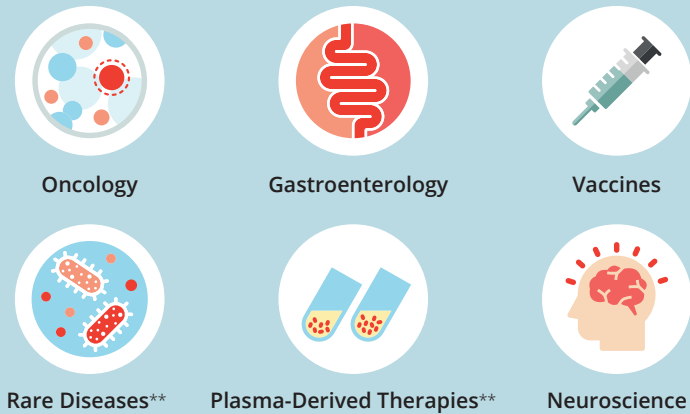 Oncology
Gastroenterology
Vaccines
Rare Diseases**
Plasma-Derived Therapies**
Neuroscience